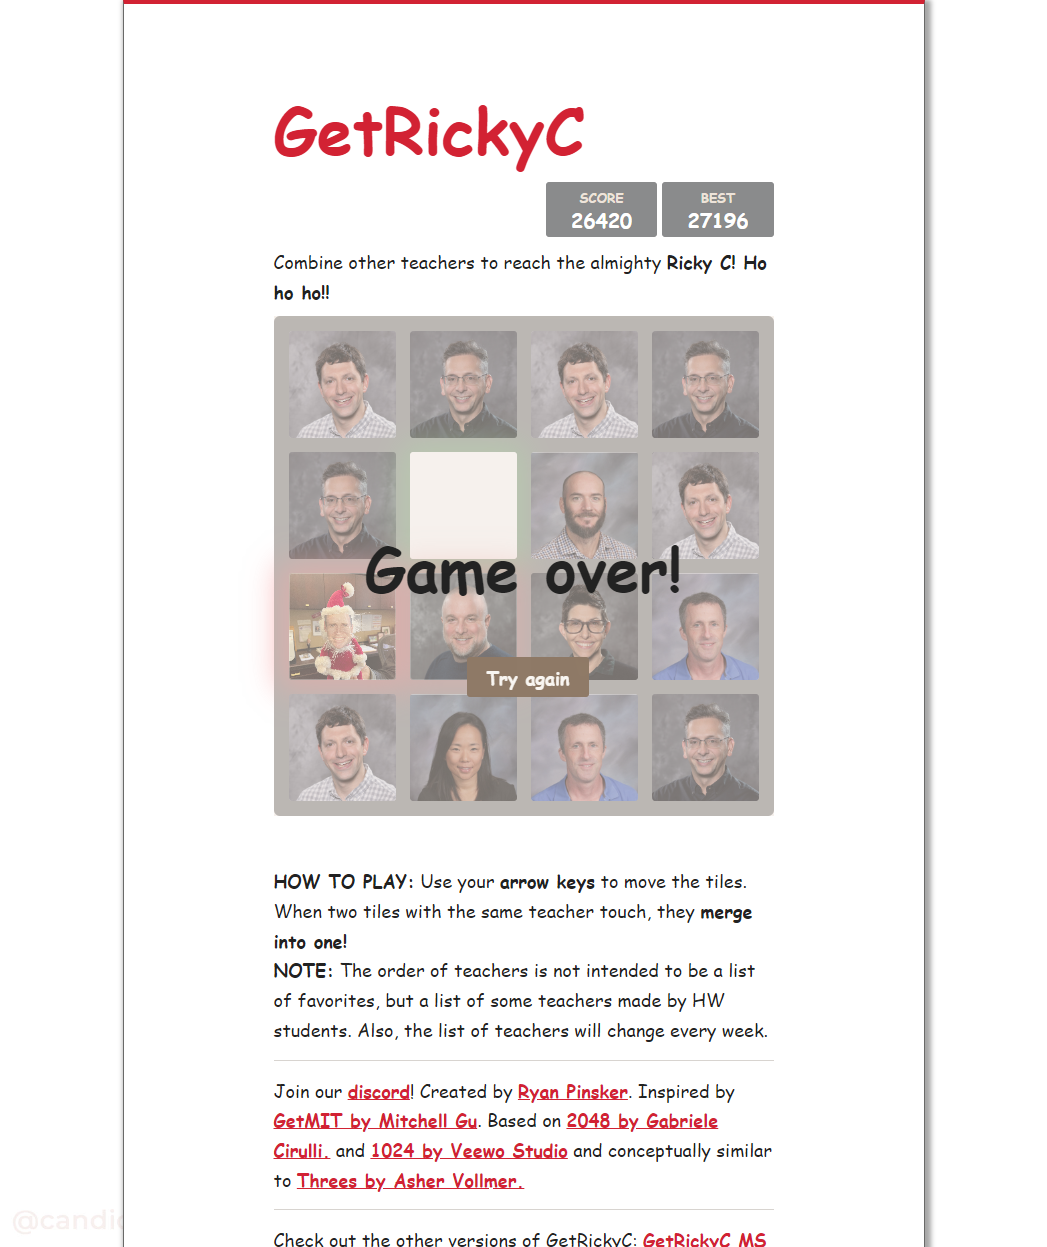 GetRickyC
SCORE
26420
BEST
27196
Combine other teachers to reach the almighty Ricky C! Ho
ho ho!!
Game over!
Try again
HOW TO PLAY: Use your arrow keys to move the tiles.
When two tiles with the same teacher touch, they merge
into one!
NOTE: The order of teachers is not intended to be a list
of favorites, but a list of some teachers made by HW
students. Also, the list of teachers will change every week.
Join our discord! Created by Ryan Pinsker. Inspired by
GetMIT by Mitchell Gu. Based on 2048 by Gabriele
Cirulli. and 1024 by Veewo Studio and conceptually similar
to Threes by Asher Vollmer.
Check out the other versions of GetRickyC: GetRickyC MS